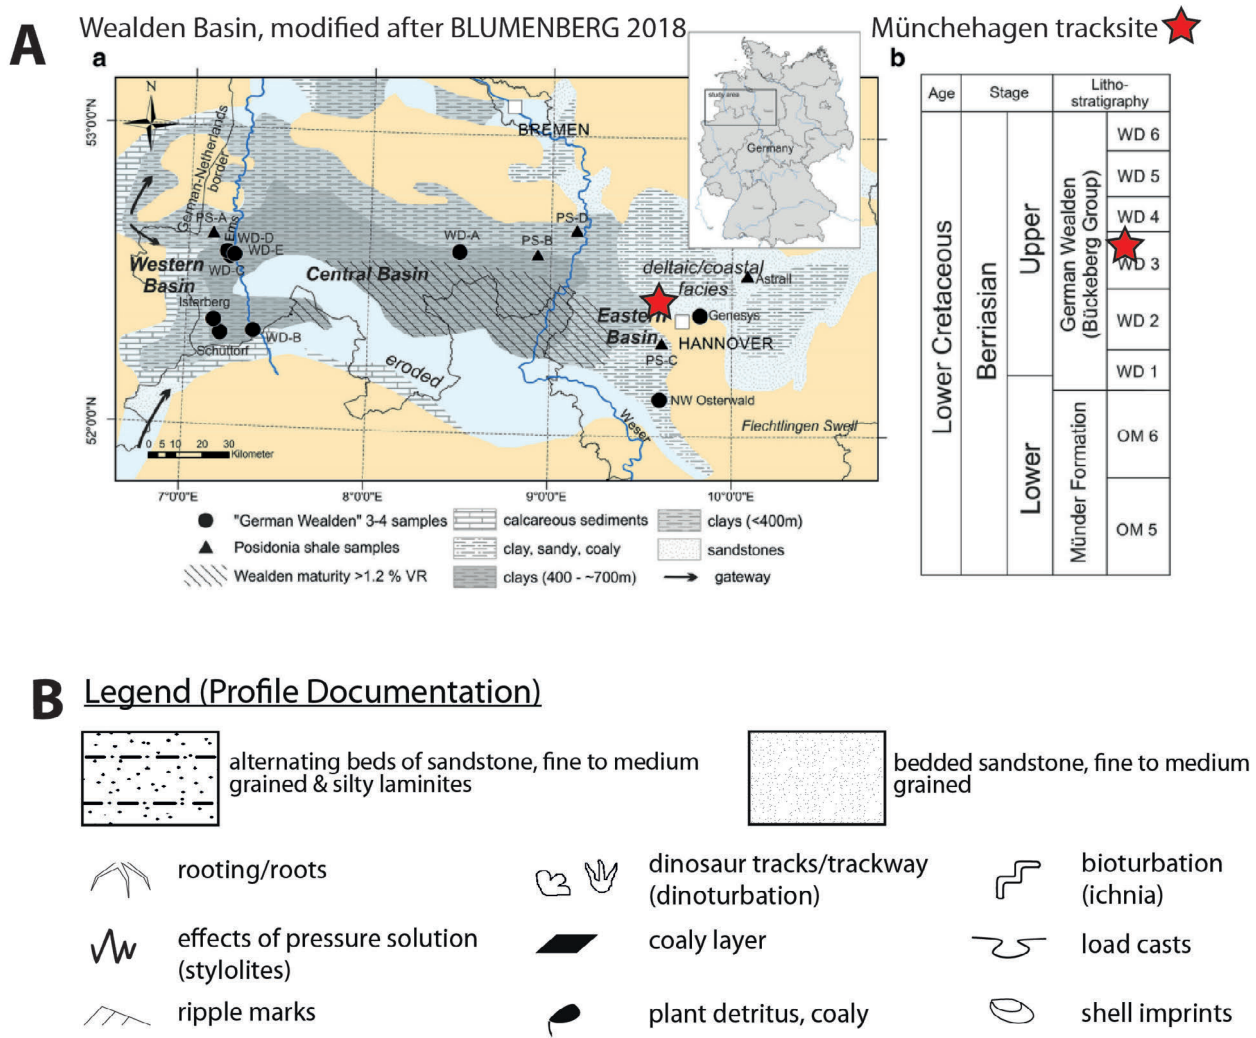 A
Wealden Basin, modified after BLUMENBERG 2018
Münchehagen tracksite
a
b
N
53°0'0"N
52°0'0"N
German-Netherlands
border
BREMEN
study area
Germany
PS-A
Ems
WD-D
WD-E
WD-C
WD-A
PS-B
PS-D
Western
Basin
Central Basin
deltaic/coastal
facies
Astrall
Isterberg
Schüttorf
WD-B
Eastern
Basin
Genesys
HANNOVER
PS-C
eroded
NW Osterwald
Weser
Flechtlingen Swell
0 5 10 20 30
Kilometer
7°0'0"E
8°0'0"E
9°0'0"E
10°0'0"E
"German Wealden" 3-4 samples
calcareous sediments
clays (<400m)
Posidonia shale samples
clay, sandy, coaly
sandstones
Wealden maturity >1.2 % VR
clays (400 - ~700m)
gateway
Age
Stage
Litho-
stratigraphy
Lower Cretaceous
Berriasian
Upper
Lower
German Wealden
(Bückeberg Group)
Münder Formation
WD 6
WD 5
WD 4
WD 3
WD 2
WD 1
OM 6
OM 5
B
Legend (Profile Documentation)
alternating beds of sandstone, fine to medium
grained & silty laminites
bedded sandstone, fine to medium
grained
rooting/roots
dinosaur tracks/trackway
(dinoturbation)
bioturbation
(ichnia)
effects of pressure solution
(stylolites)
coaly layer
load casts
ripple marks
plant detritus, coaly
shell imprints